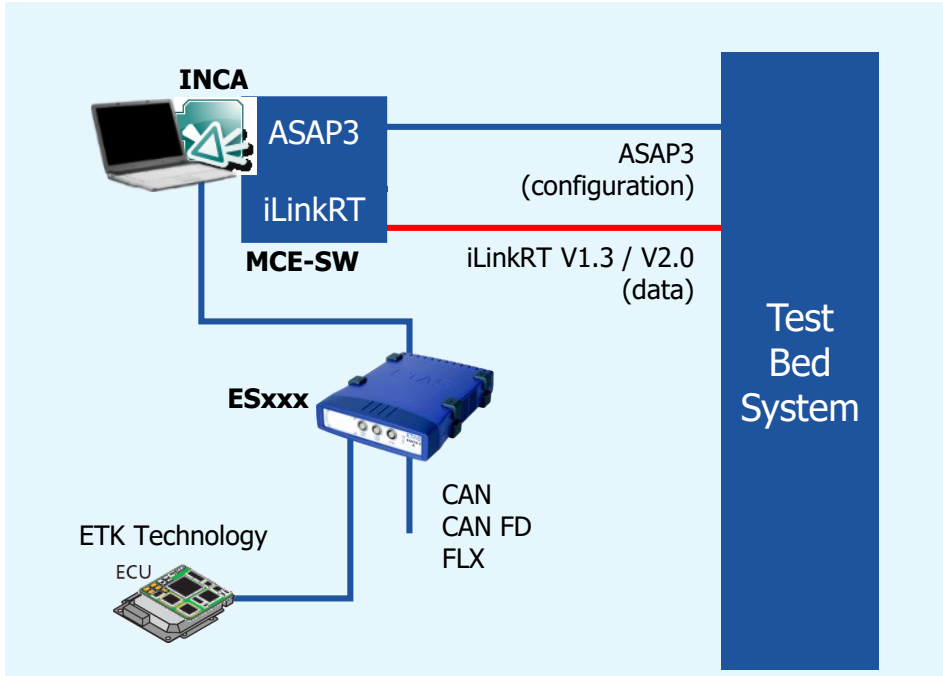 INCA
ASAP3
iLinkRT
MCE-SW
ASAP3
(configuration)
iLinkRT V1.3 / V2.0
(data)
Test
Bed
System
ESxxx
CAN
CAN FD
FLX
ETK Technology
ECU